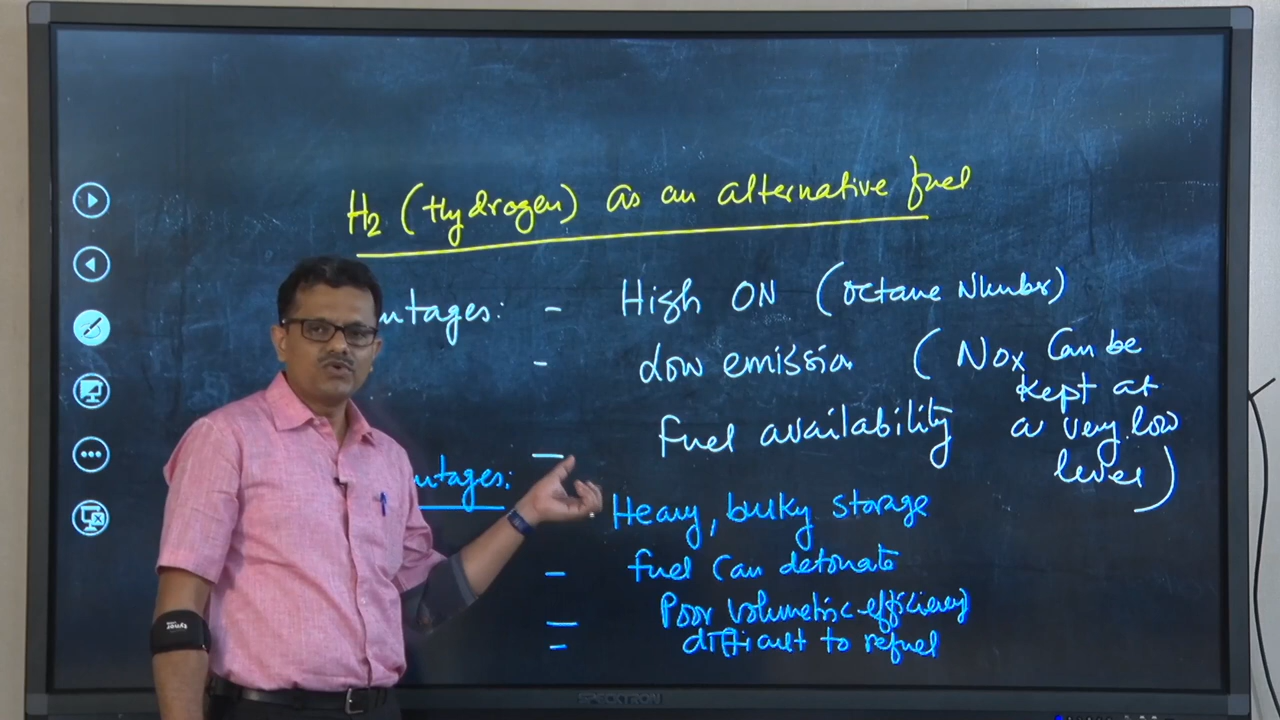 H2 (Hydrogen) as an alternative fuel
ntages: - High ON (Octane Number)
- Low emission (NOx Can be
kept at
- Fuel availability a very low
level)
ntages:
Heavy, bulky storage
- Fuel Can detonate
- Poor volumetric efficiency
- difficult to refuel
SPECKTRON